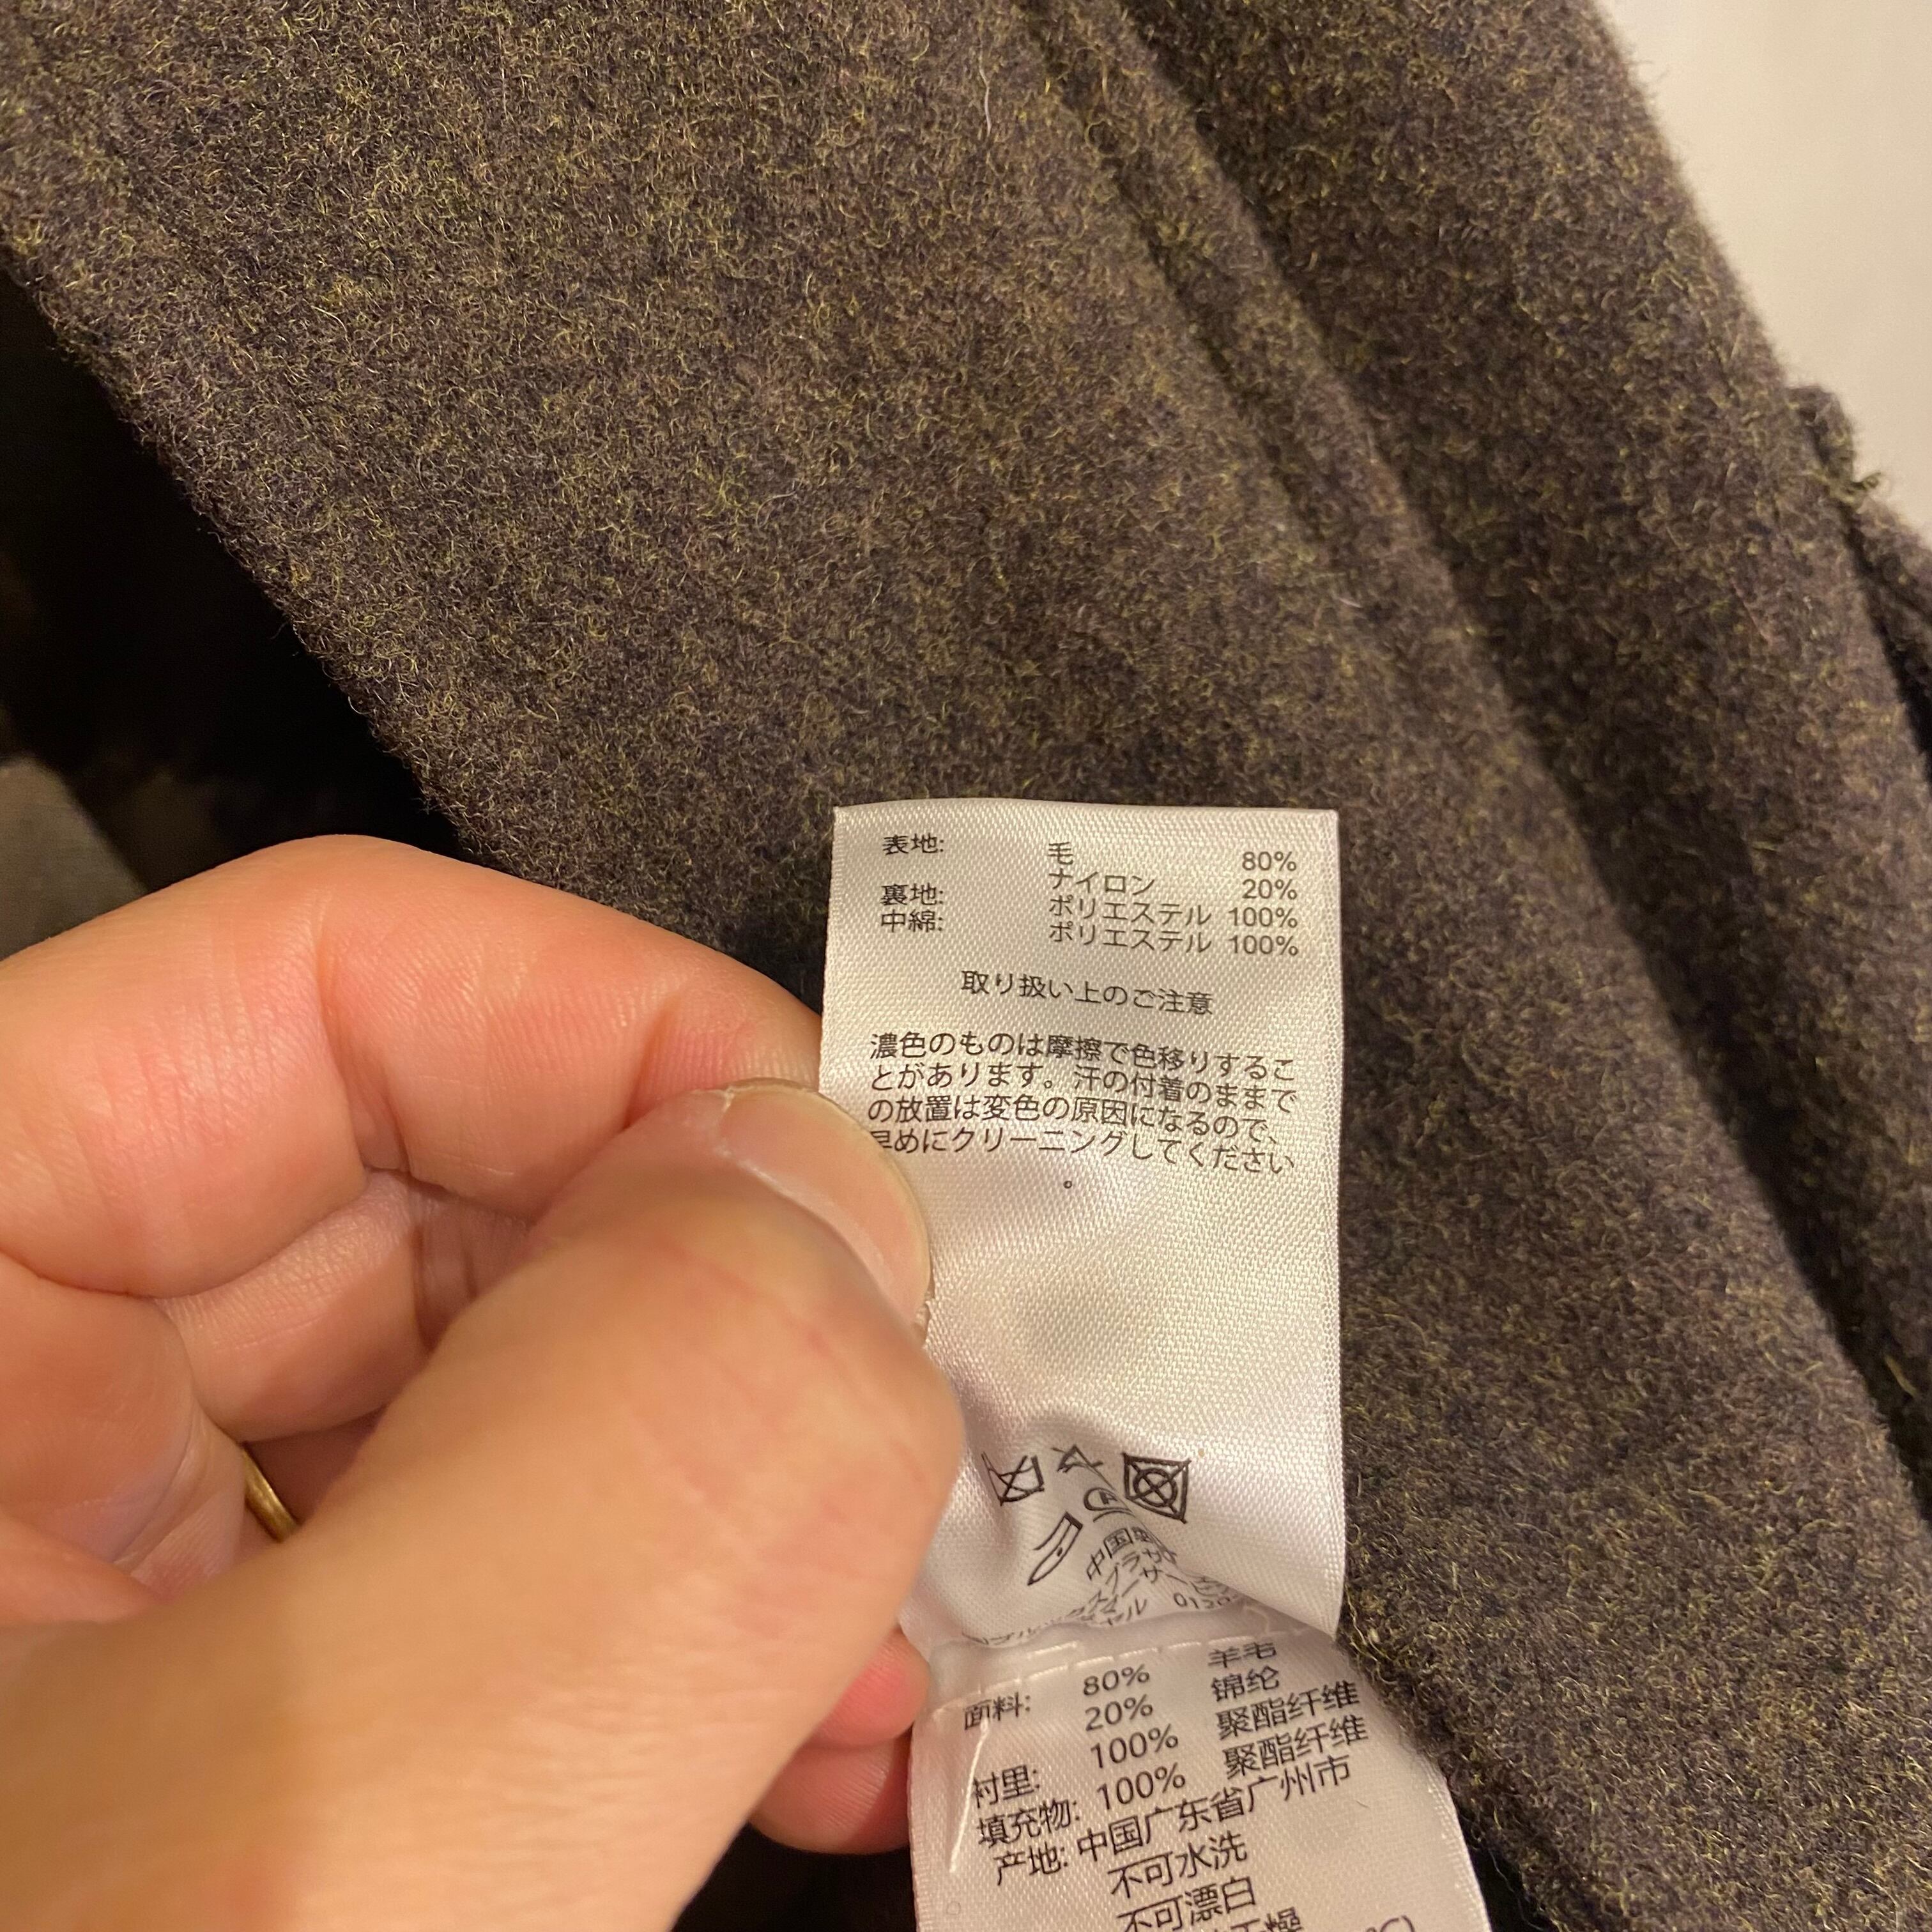 表地: 毛 80%
ナイロン 20%
裏地: ポリエステル 100%
中綿: ポリエステル 100%
取り扱い上のご注意
濃色のものは摩擦で色移りするこ
とがあります。汗の付着のままで
の放置は変色の原因になるので、
早めにクリーニングしてください
。
中国
面料: 80% 羊毛
20% 锦纶
衬里: 100% 聚酯纤维
填充物: 100% 聚酯纤维
产地: 中国广东省广州市
不可水洗
不可漂白